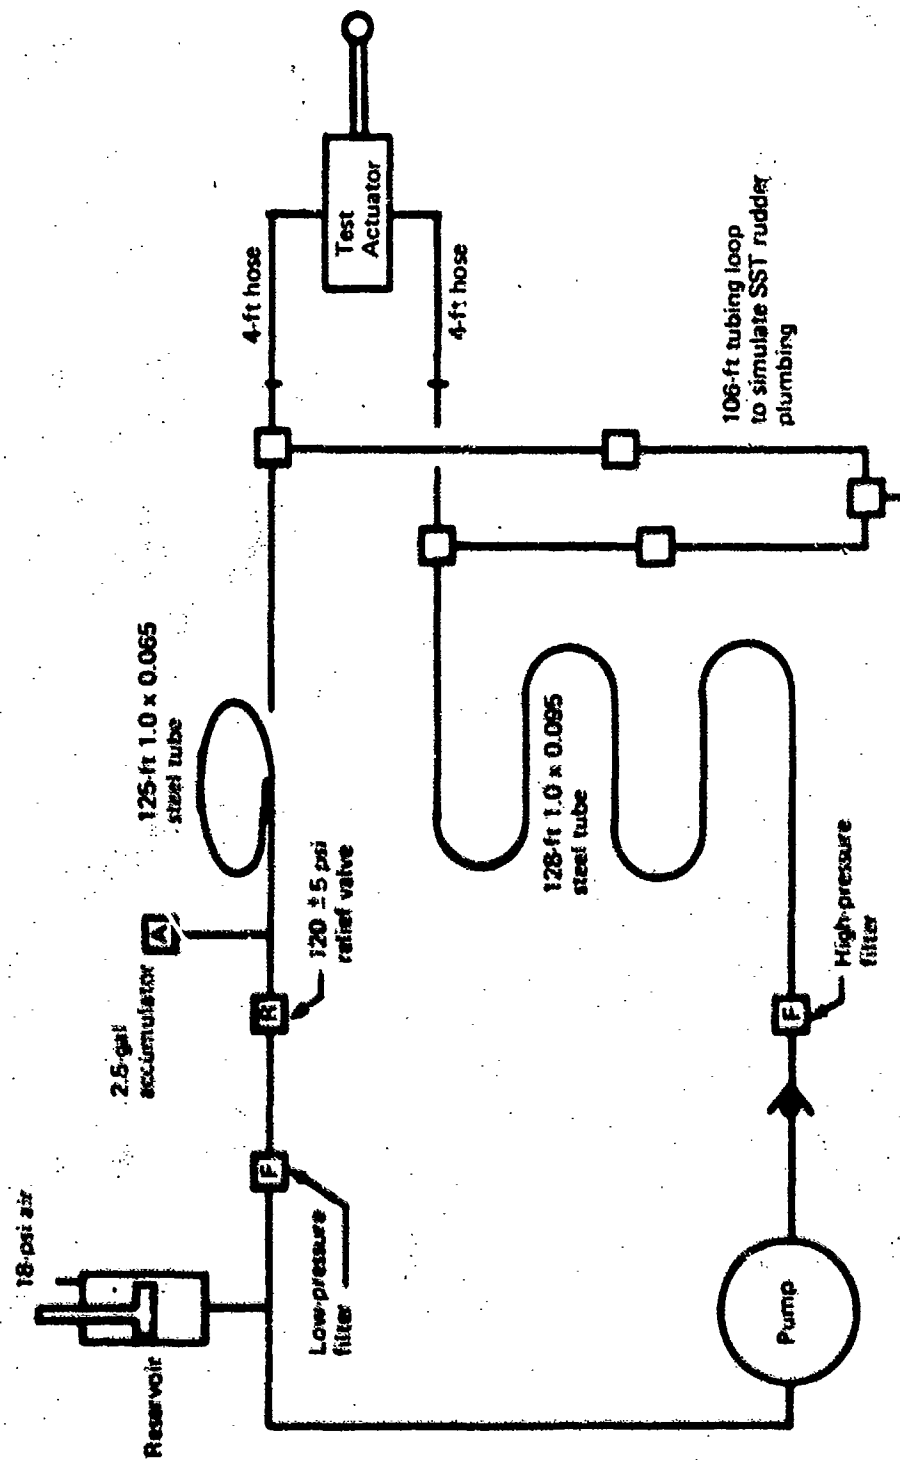 18-psi air
Reservoir
2.5-gal
accumulator
A
Low-pressure
filter
F
R
120 ±5 psi
relief valve
125-ft 1.0 x 0.065
steel tube
4-ft hose
Test
Actuator
4-ft hose
128-ft 1.0 x 0.095
steel tube
106-ft tubing loop
to simulate SST rudder
plumbing
Pump
F
High-pressure
filter